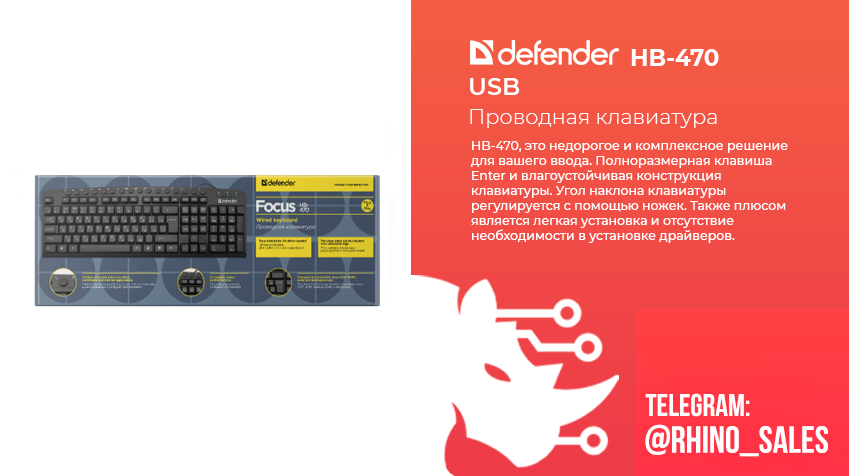 defender
Focus HB-470
Wired keyboard
Проводная клавиатура
defender
defender HB-470
USB
Проводная клавиатура
HB-470, это недорогое и комплексное решение
для вашего ввода. Полноразмерная клавиша
Enter и влагоустойчивая конструкция
клавиатуры. Угол наклона клавиатуры
регулируется с помощью ножек. Также плюсом
является легкая установка и отсутствие
необходимости в установке драйверов.
TELEGRAM:
@RHINO_SALES